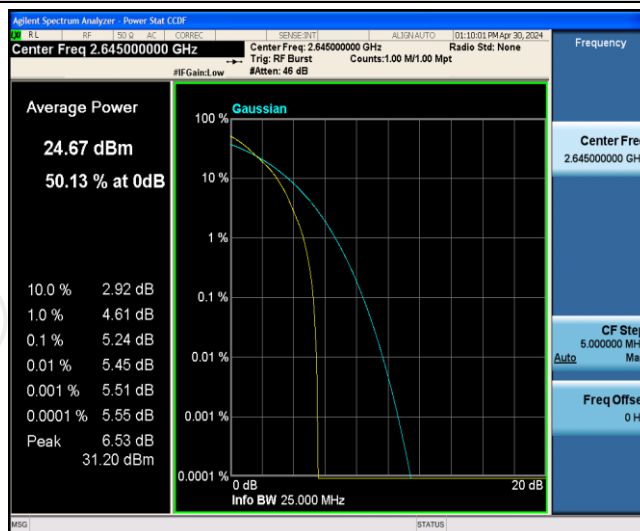 Agilent Spectrum Analyzer - Power Stat CCDF
RL RF 50 Ω AC CORREC SENSE:INT ALIGNAUTO 01:10:01 PM Apr 30, 2024
Center Freq 2.645000000 GHz
Center Freq: 2.645000000 GHz Radio Std: None
Trig: RF Burst Counts:1.00 M/1.00 Mpt
#IFGain:Low #Atten: 46 dB
Frequency
Average Power
24.67 dBm
50.13 % at 0dB
10.0 % 2.92 dB
1.0 % 4.61 dB
0.1 % 5.24 dB
0.01 % 5.45 dB
0.001 % 5.51 dB
0.0001 % 5.55 dB
Peak 6.53 dB
31.20 dBm
Gaussian
100 %
10 %
1 %
0.1 %
0.01 %
0.001 %
0.0001 %
0 dB 20 dB
Info BW 25.000 MHz
Center Fre
2.645000000 GH
CF Ste
5.000000 MH
Auto Ma
Freq Offse
0 H
MSG STATUS